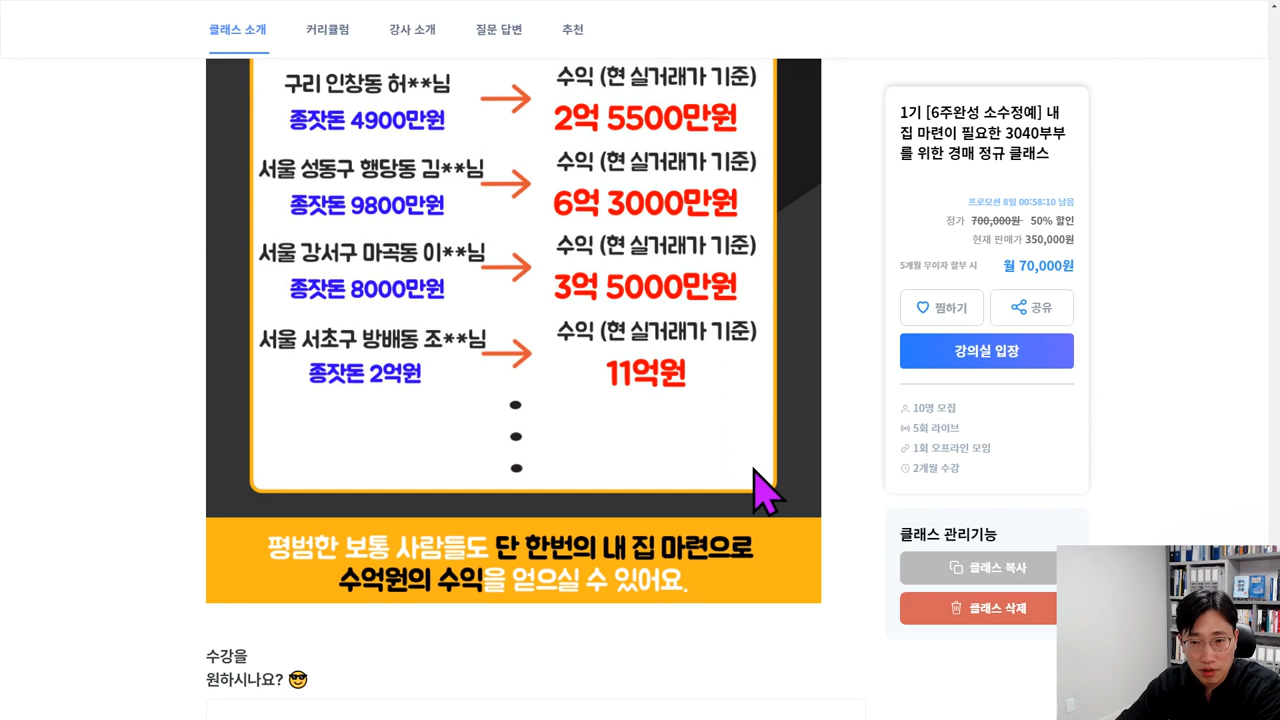 클래스 소개 커리큘럼 강사 소개 질문 답변 추천
구리 인창동 허**님
종잣돈 4900만원
수익 (현 실거래가 기준)
2억 5500만원
서울 성동구 행당동 김**님
종잣돈 9800만원
수익 (현 실거래가 기준)
6억 3000만원
서울 강서구 마곡동 이**님
종잣돈 8000만원
수익 (현 실거래가 기준)
3억 5000만원
서울 서초구 방배동 조**님
종잣돈 2억원
수익 (현 실거래가 기준)
11억원
평범한 보통 사람들도 단 한번의 내 집 마련으로
수억원의 수익을 얻으실 수 있어요.
수강을
원하시나요? 😎
1기 [6주완성 소수정예] 내
집 마련이 필요한 3040부부
를 위한 경매 정규 클래스
프로모션 8일 00:58:10 남음
정가 700,000원 50% 할인
현재 판매가 350,000원
5개월 무이자 할부 시 월 70,000원
찜하기 공유
강의실 입장
10명 모집
5회 라이브
1회 오프라인 모임
2개월 수강
클래스 관리기능
클래스 복사
클래스 삭제